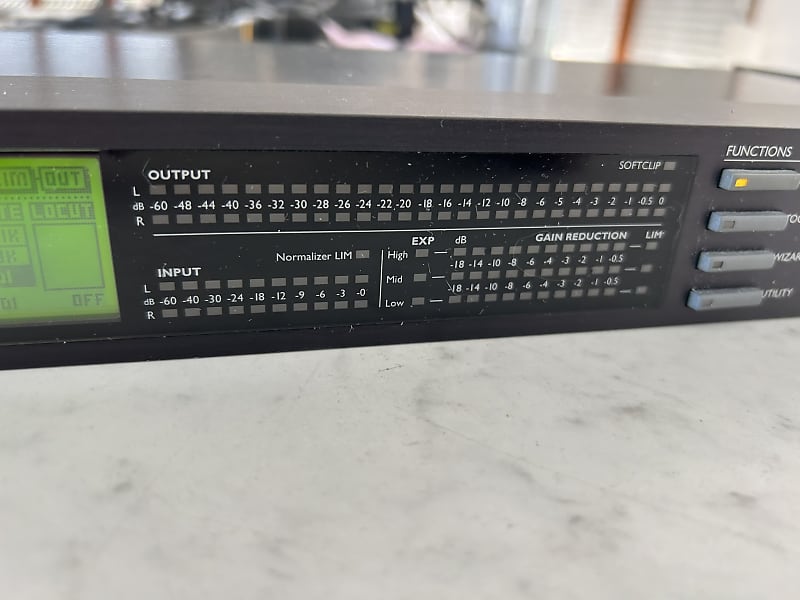 OUT
LOCUT
OFF
OUTPUT
SOFTCLIP
L
dB -60 -48 -44 -40 -36 -32 -30 -28 -26 -24 -22 -20 -18 -16 -14 -12 -10 -8 -6 -5 -4 -3 -2 -1 -0.5 0
R
INPUT
Normalizer LIM
L
dB -60 -40 -30 -24 -18 -12 -9 -6 -3 -0
R
EXP dB GAIN REDUCTION LIM
High
-18 -14 -10 -8 -6 -4 -3 -2 -1 -0.5
Mid
-18 -14 -10 -8 -6 -4 -3 -2 -1 -0.5
Low
FUNCTIONS
TOO
WIZAR
UTILITY